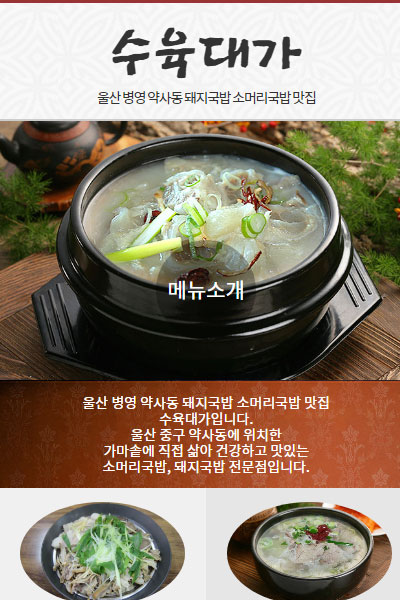 수육대가
울산 병영 약사동 돼지국밥 소머리국밥 맛집
메뉴소개
울산 병영 약사동 돼지국밥 소머리국밥 맛집
수육대가입니다.
울산 중구 약사동에 위치한
가마솥에 직접 삶아 건강하고 맛있는
소머리국밥, 돼지국밥 전문점입니다.